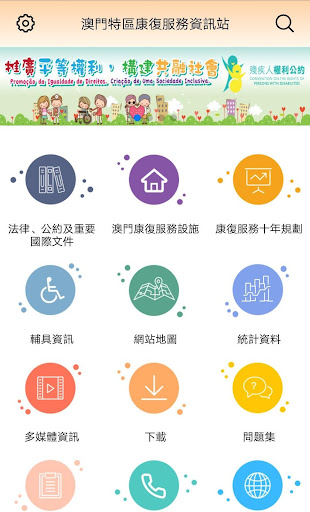 澳門特區康復服務資訊站
推廣平等權利，構建共融社會
Promoção da Igualdade de Direitos, Criação de Uma Sociedade Inclusiva
殘疾人權利公約
CONVENTION ON THE RIGHTS OF
PERSONS WITH DISABILITIES
法律、公約及重要
國際文件
澳門康復服務設施
康復服務十年規劃
輔具資訊
網站地圖
統計資料
多媒體資訊
下載
問題集